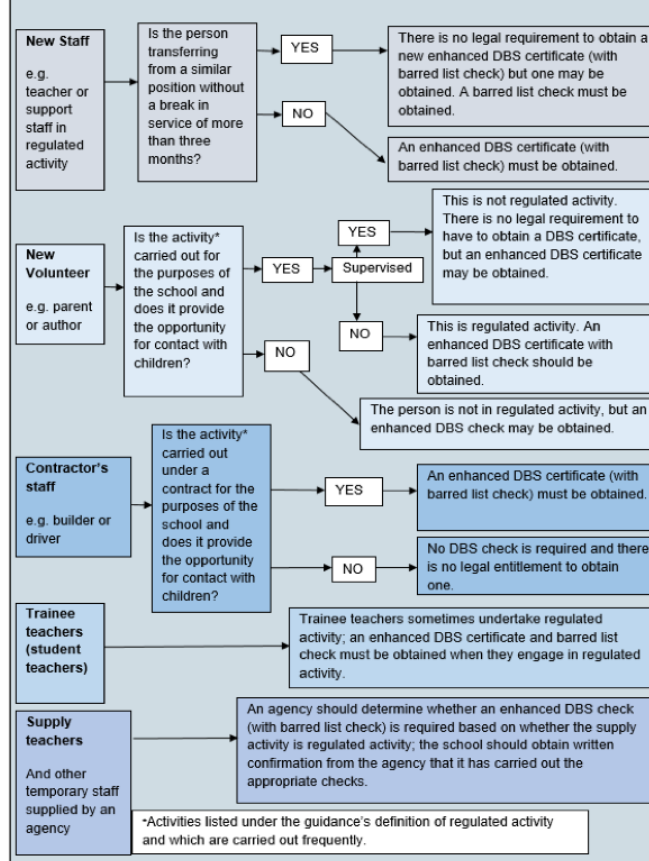 New Staff
e.g.
teacher or
support
staff in
regulated
activity
Is the person
transferring
from a similar
position without
a break in
service of more
than three
months?
YES
There is no legal requirement to obtain a
new enhanced DBS certificate (with
barred list check) but one may be
obtained. A barred list check must be
obtained.
NO
An enhanced DBS certificate (with
barred list check) must be obtained.
New
Volunteer
e.g. parent
or author
Is the activity*
carried out for
the purposes of
the school and
does it provide
the opportunity
for contact with
children?
YES
Supervised
YES
This is not regulated activity.
There is no legal requirement to
have to obtain a DBS certificate,
but an enhanced DBS certificate
may be obtained.
NO
This is regulated activity. An
enhanced DBS certificate with
barred list check should be
obtained.
NO
The person is not in regulated activity, but an
enhanced DBS check may be obtained.
Contractor's
staff
e.g. builder or
driver
Is the activity*
carried out
under a
contract for the
purposes of the
school and
does it provide
the opportunity
for contact with
children?
YES
An enhanced DBS certificate (with
barred list check) must be obtained.
NO
No DBS check is required and there
is no legal entitlement to obtain
one.
Trainee
teachers
(student
teachers)
Trainee teachers sometimes undertake regulated
activity; an enhanced DBS certificate and barred list
check must be obtained when they engage in regulated
activity.
Supply
teachers
And other
temporary staff
supplied by an
agency
An agency should determine whether an enhanced DBS check
(with barred list check) is required based on whether the supply
activity is regulated activity; the school should obtain written
confirmation from the agency that it has carried out the
appropriate checks.
*Activities listed under the guidance's definition of regulated activity
and which are carried out frequently.